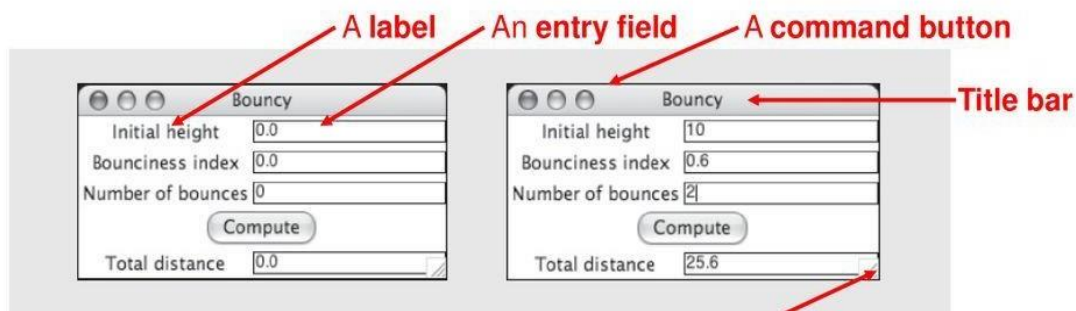 A label
An entry field
A command button
Title bar
Bouncy
Initial height 0.0
Bounciness index 0.0
Number of bounces 0
Compute
Total distance 0.0
Bouncy
Initial height 10
Bounciness index 0.6
Number of bounces 2
Compute
Total distance 25.6